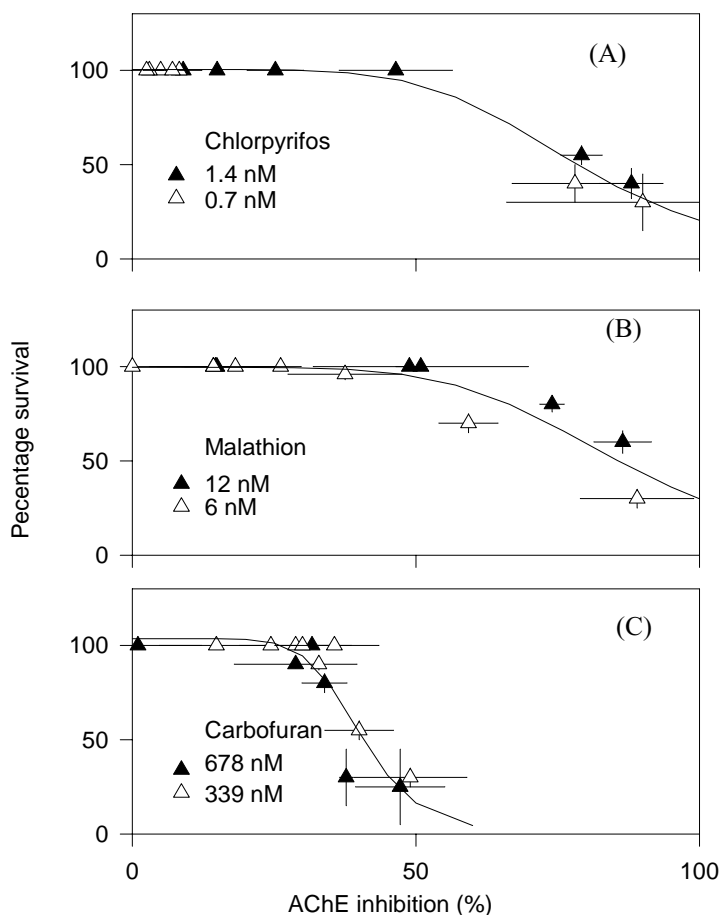 (A)
100
50
0
Chlorpyrifos
1.4 nM
0.7 nM
Pecentage survival
(B)
100
50
0
Malathion
12 nM
6 nM
(C)
100
50
0
Carbofuran
678 nM
339 nM
0 50 100
AChE inhibition (%)